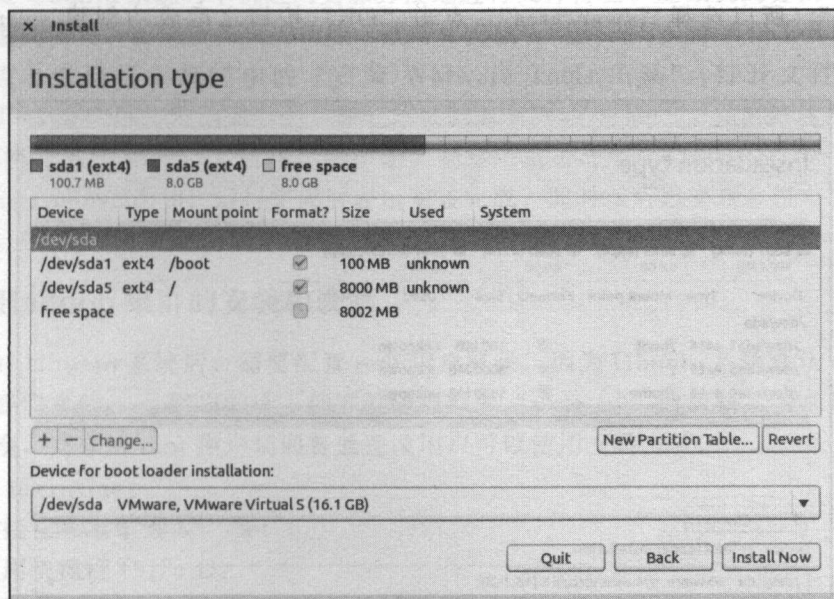 × Install
Installation type
sda1 (ext4) sda5 (ext4) free space
100.7 MB 8.0 GB 8.0 GB
Device Type Mount point Format? Size Used System
/dev/sda
/dev/sda1 ext4 /boot 100 MB unknown
/dev/sda5 ext4 / 8000 MB unknown
free space 8002 MB
+ − Change... New Partition Table... Revert
Device for boot loader installation:
/dev/sda VMware, VMware Virtual S (16.1 GB)
Quit Back Install Now